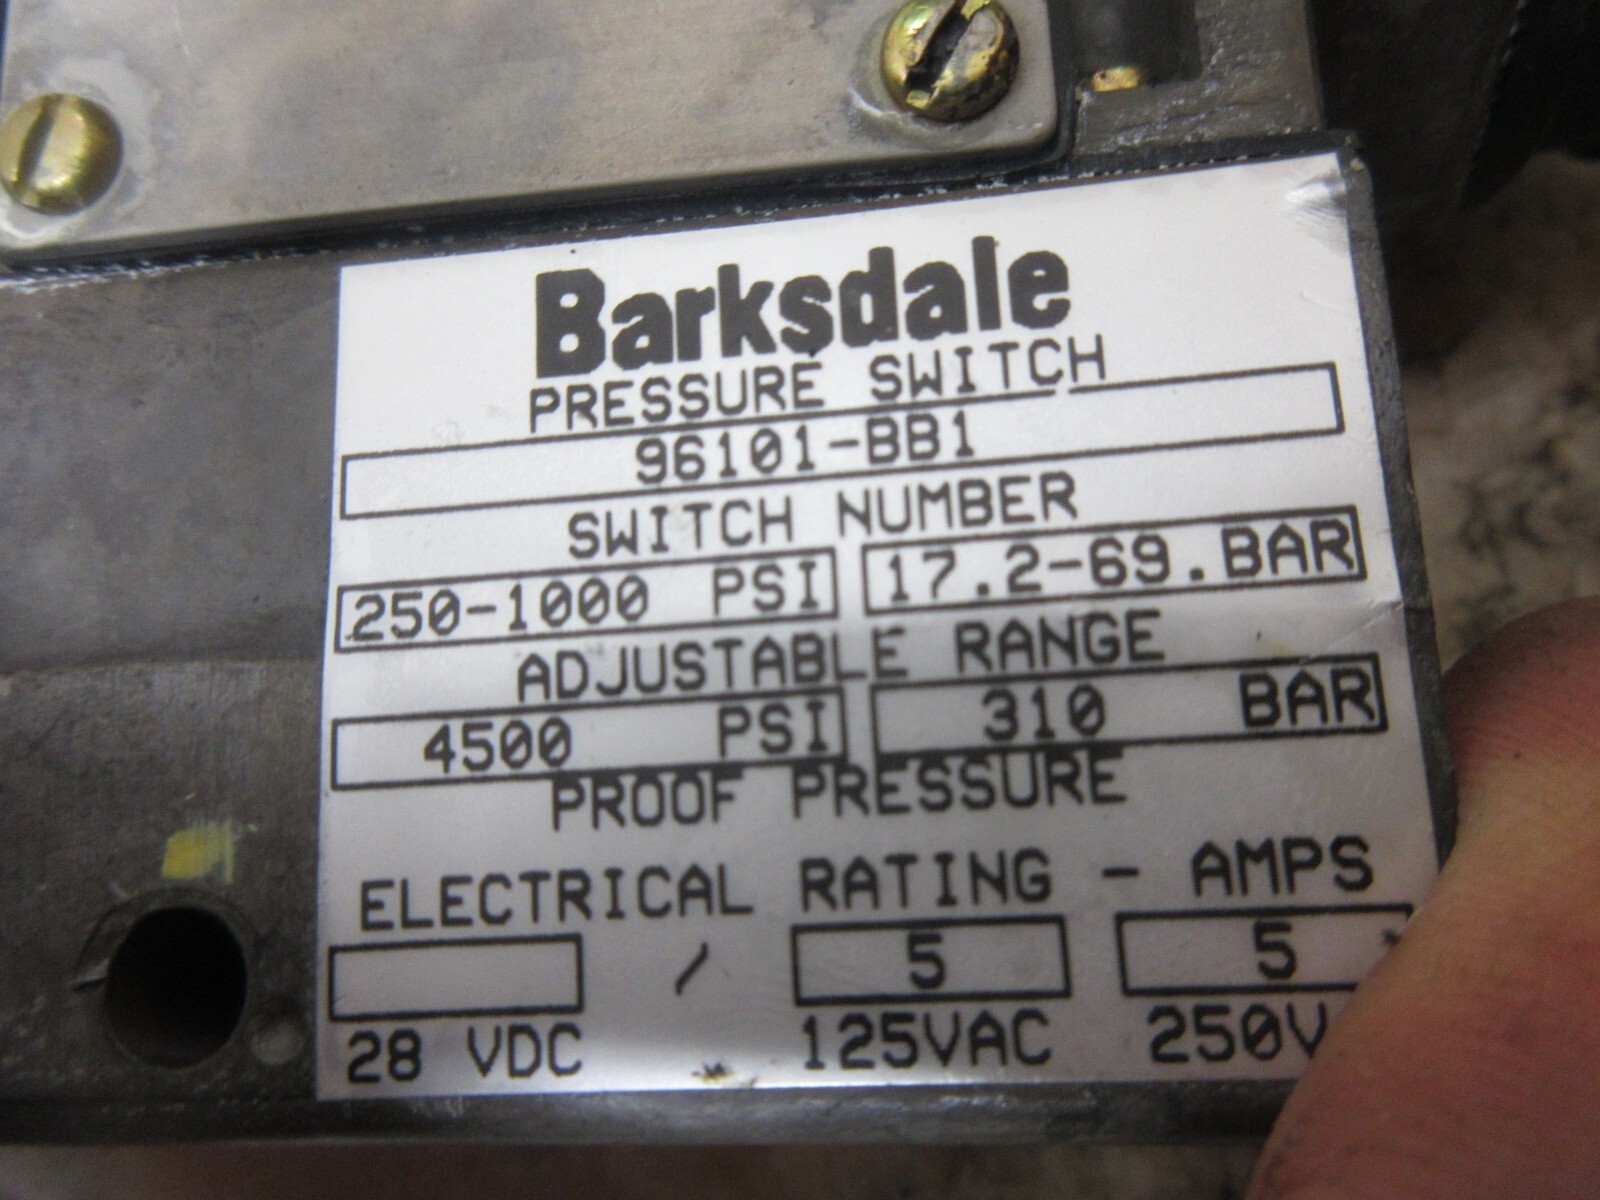 Barksdale
PRESSURE SWITCH
96101-BB1
SWITCH NUMBER
250-1000 PSI 17.2-69.BAR
ADJUSTABLE RANGE
4500 PSI 310 BAR
PROOF PRESSURE
ELECTRICAL RATING - AMPS
/ 5 5
28 VDC 125VAC 250V